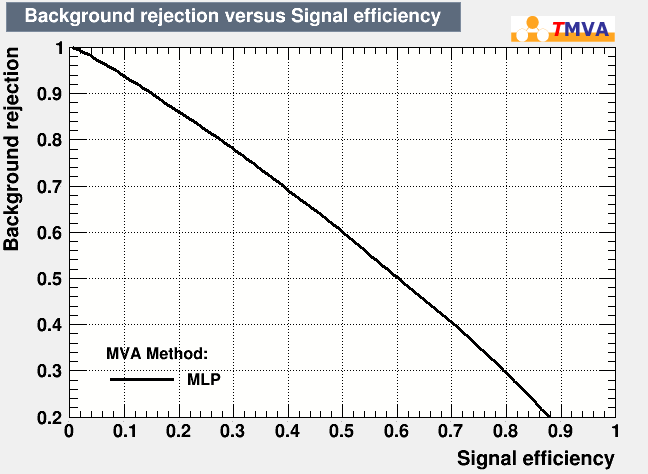 Background rejection versus Signal efficiency
TMVA
Background rejection
1
0.9
0.8
0.7
0.6
0.5
0.4
0.3
0.2
MVA Method:
MLP
0 0.1 0.2 0.3 0.4 0.5 0.6 0.7 0.8 0.9 1
Signal efficiency